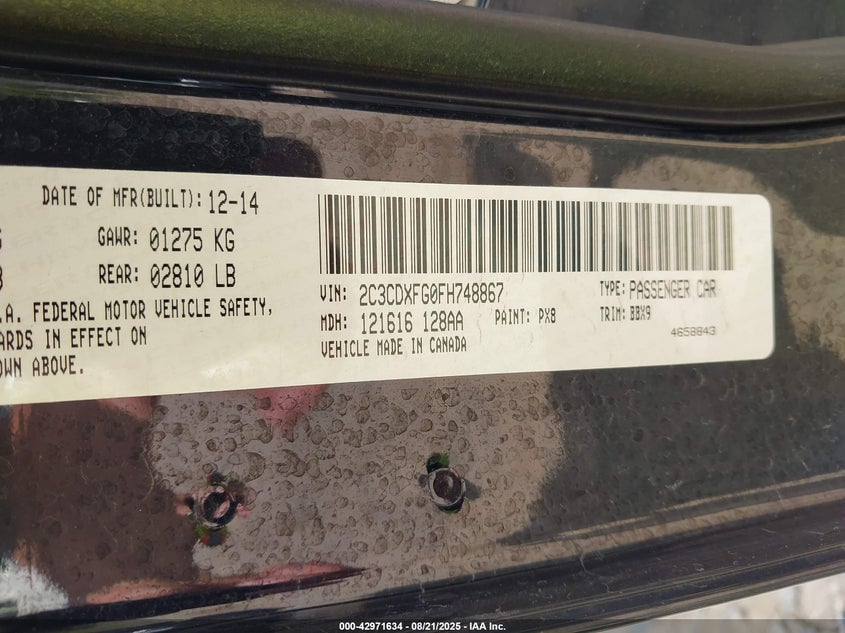 DATE OF MFR(BUILT): 12-14
GAWR: 01275 KG
REAR: 02810 LB
.A. FEDERAL MOTOR VEHICLE SAFETY,
ARDS IN EFFECT ON
OWN ABOVE.
VIN: 2C3CDXFG0FH748867 TYPE: PASSENGER CAR
MDH: 121616 128AA PAINT: PX8 TRIM: BBX9
VEHICLE MADE IN CANADA 4658843
000-42971634 - 08/21/2025 - IAA Inc.